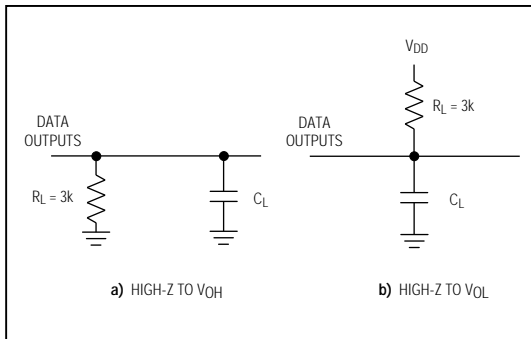 DATA
OUTPUTS
RL = 3k
CL
a) HIGH-Z TO VOH
VDD
RL = 3k
DATA
OUTPUTS
CL
b) HIGH-Z TO VOL